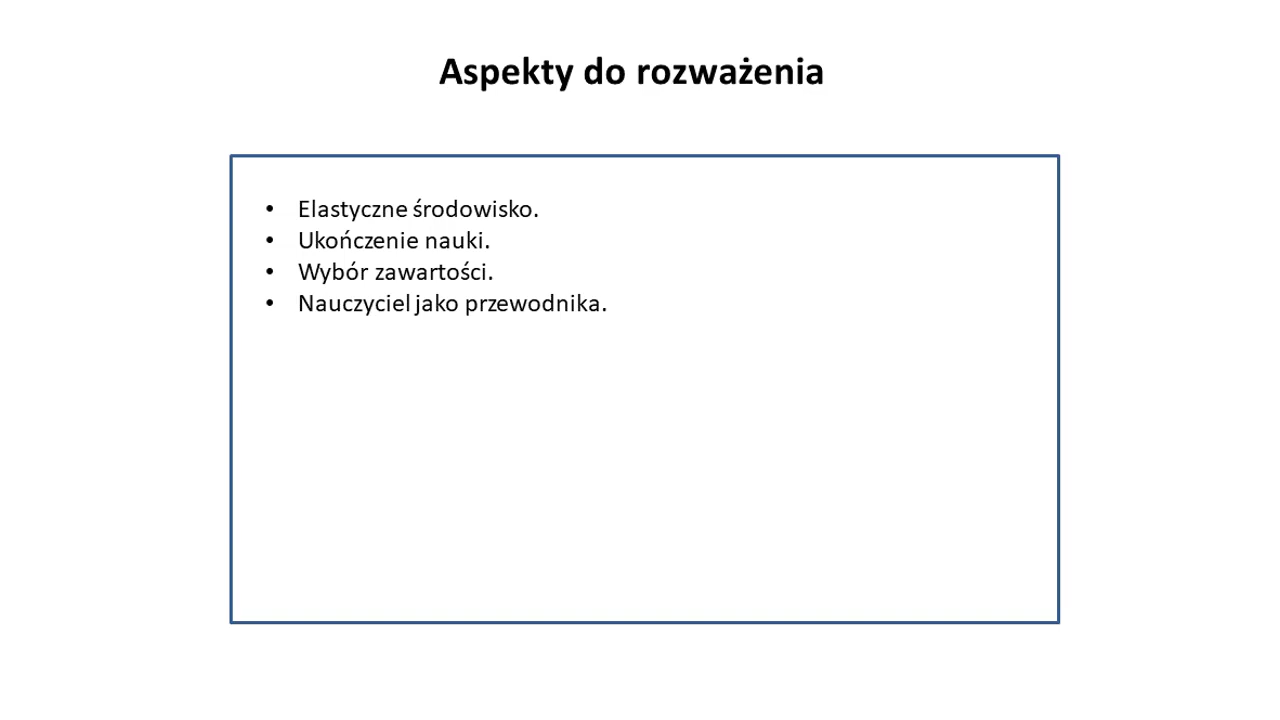 Aspekty do rozważenia
• Elastyczne środowisko.
• Ukończenie nauki.
• Wybór zawartości.
• Nauczyciel jako przewodnika.